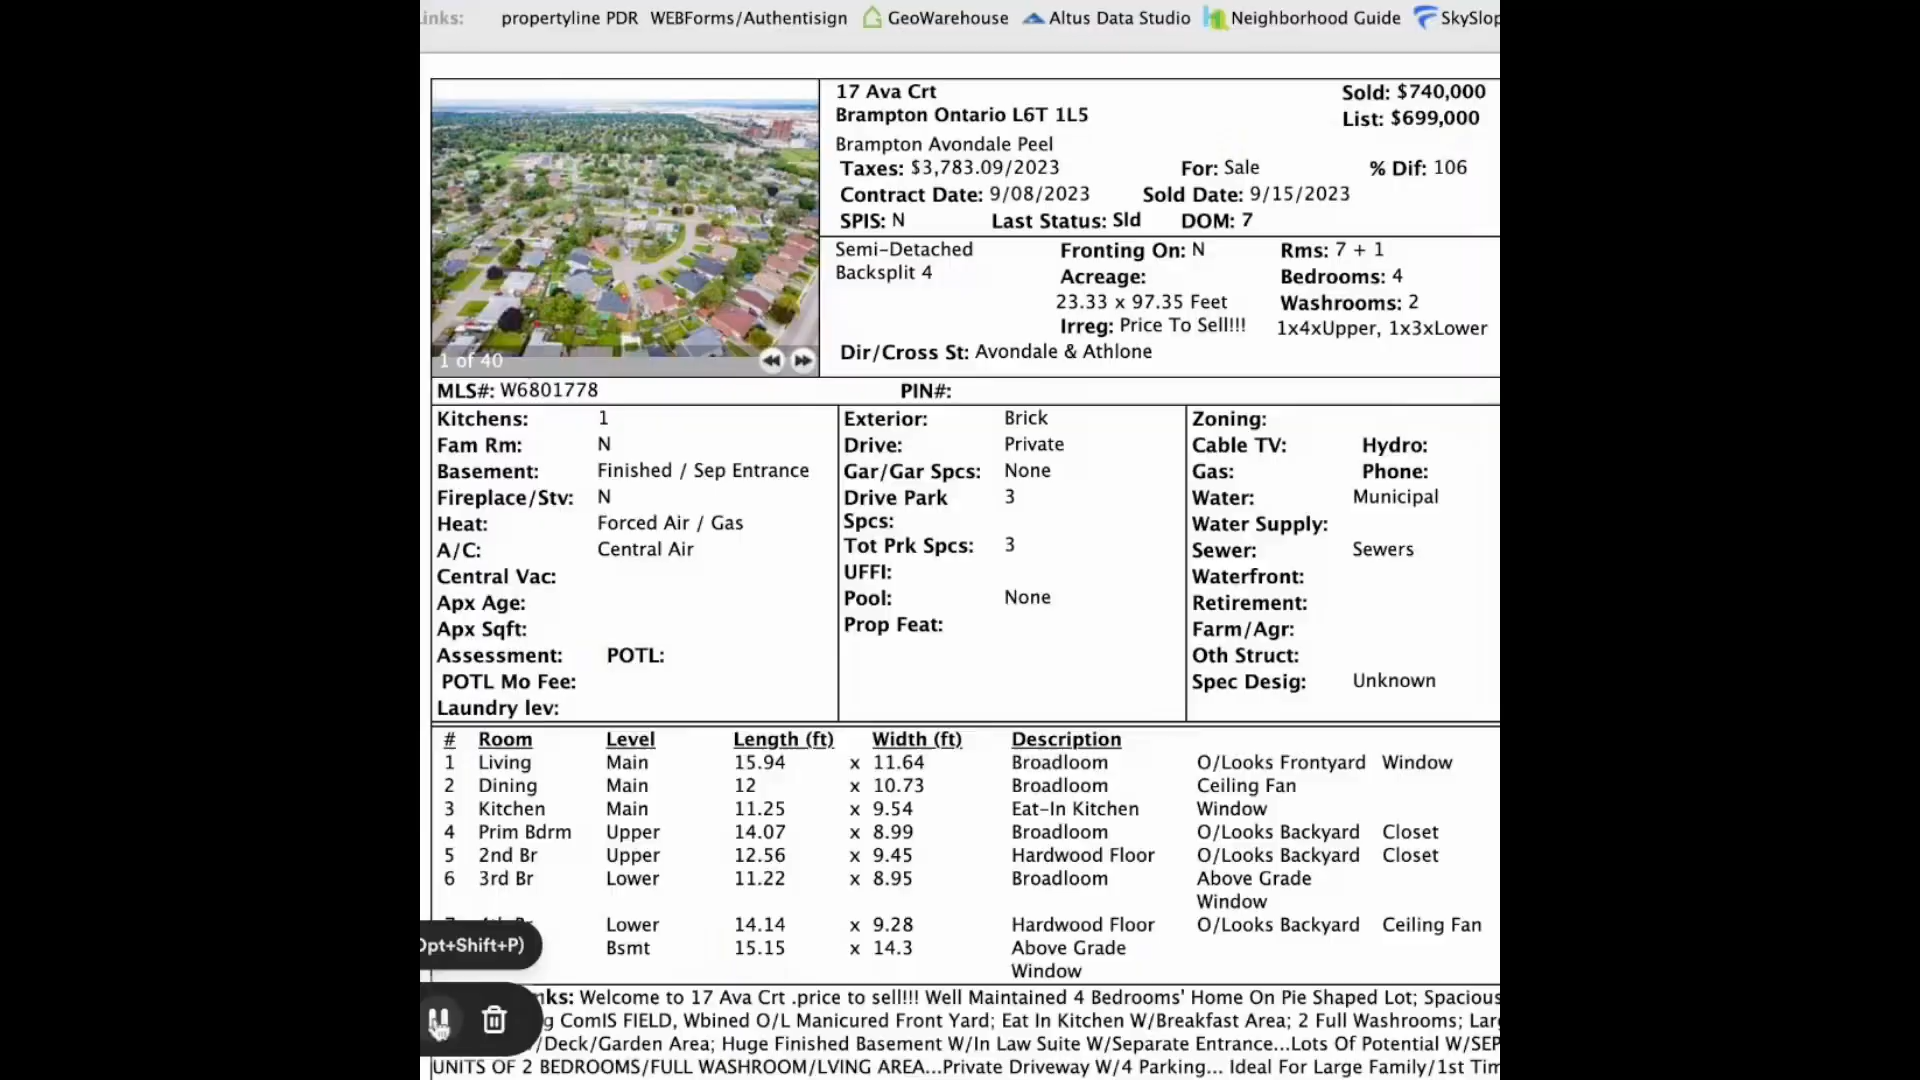 Links: propertyline PDR WEBForms/Authentisign GeoWarehouse Altus Data Studio Neighborhood Guide SkySlop
17 Ava Crt Sold: $740,000
Brampton Ontario L6T 1L5 List: $699,000
Brampton Avondale Peel
Taxes: $3,783.09/2023 For: Sale % Dif: 106
Contract Date: 9/08/2023 Sold Date: 9/15/2023
SPIS: N Last Status: Sld DOM: 7
Semi-Detached Fronting On: N Rms: 7 + 1
Backsplit 4 Acreage: Bedrooms: 4
23.33 x 97.35 Feet Washrooms: 2
Irreg: Price To Sell!!! 1x4xUpper, 1x3xLower
Dir/Cross St: Avondale & Athlone
1 of 40
MLS#: W6801778 PIN#:
Kitchens: 1 Exterior: Brick Zoning:
Fam Rm: N Drive: Private Cable TV: Hydro:
Basement: Finished / Sep Entrance Gar/Gar Spcs: None Gas: Phone:
Fireplace/Stv: N Drive Park Spcs: 3 Water: Municipal
Heat: Forced Air / Gas Water Supply:
A/C: Central Air Tot Prk Spcs: 3 Sewer: Sewers
Central Vac: UFFI: Waterfront:
Apx Age: Pool: None Retirement:
Apx Sqft: Prop Feat: Farm/Agr:
Assessment: POTL: Oth Struct:
POTL Mo Fee: Spec Desig: Unknown
Laundry lev:
# Room Level Length (ft) Width (ft) Description
1 Living Main 15.94 x 11.64 Broadloom O/Looks Frontyard Window
2 Dining Main 12 x 10.73 Broadloom Ceiling Fan
3 Kitchen Main 11.25 x 9.54 Eat-In Kitchen Window
4 Prim Bdrm Upper 14.07 x 8.99 Broadloom O/Looks Backyard Closet
5 2nd Br Upper 12.56 x 9.45 Hardwood Floor O/Looks Backyard Closet
6 3rd Br Lower 11.22 x 8.95 Broadloom Above Grade
Window
Lower 14.14 x 9.28 Hardwood Floor O/Looks Backyard Ceiling Fan
Opt+Shift+P) Bsmt 15.15 x 14.3 Above Grade
Window
nks: Welcome to 17 Ava Crt .price to sell!!! Well Maintained 4 Bedrooms' Home On Pie Shaped Lot; Spacious
g ComIS FIELD, Wbined O/L Manicured Front Yard; Eat In Kitchen W/Breakfast Area; 2 Full Washrooms; Lar
/Deck/Garden Area; Huge Finished Basement W/In Law Suite W/Separate Entrance...Lots Of Potential W/SEP
UNITS OF 2 BEDROOMS/FULL WASHROOM/LVING AREA...Private Driveway W/4 Parking... Ideal For Large Family/1st Tim